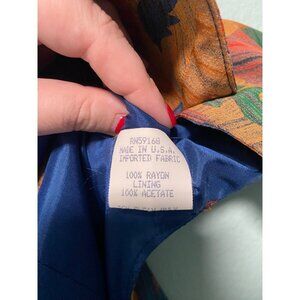 RN59168
MADE IN U.S.A.
IMPORTED FABRIC
100% RAYON
LINING
100% ACETATE